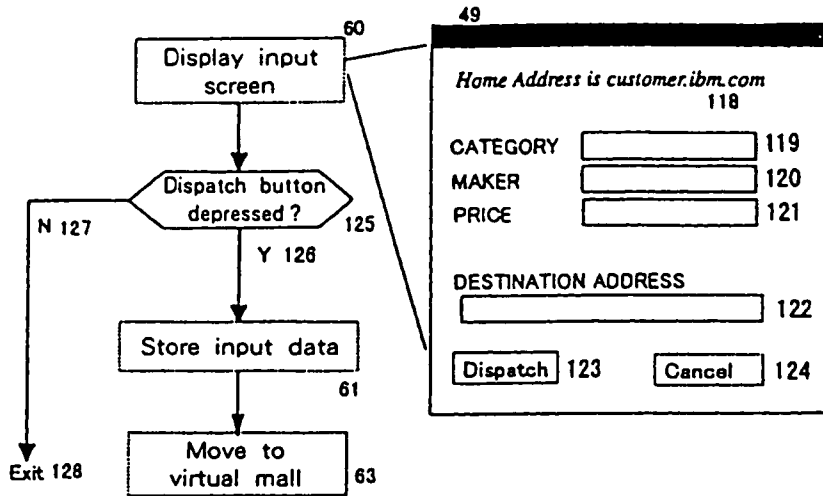 60
Display input
screen
Dispatch button
depressed ?
125
N 127
Y 126
Store input data
61
Move to
virtual mall
63
Exit 128
49
Home Address is customer.ibm.com
118
CATEGORY 119
MAKER 120
PRICE 121
DESTINATION ADDRESS
122
Dispatch 123 Cancel 124